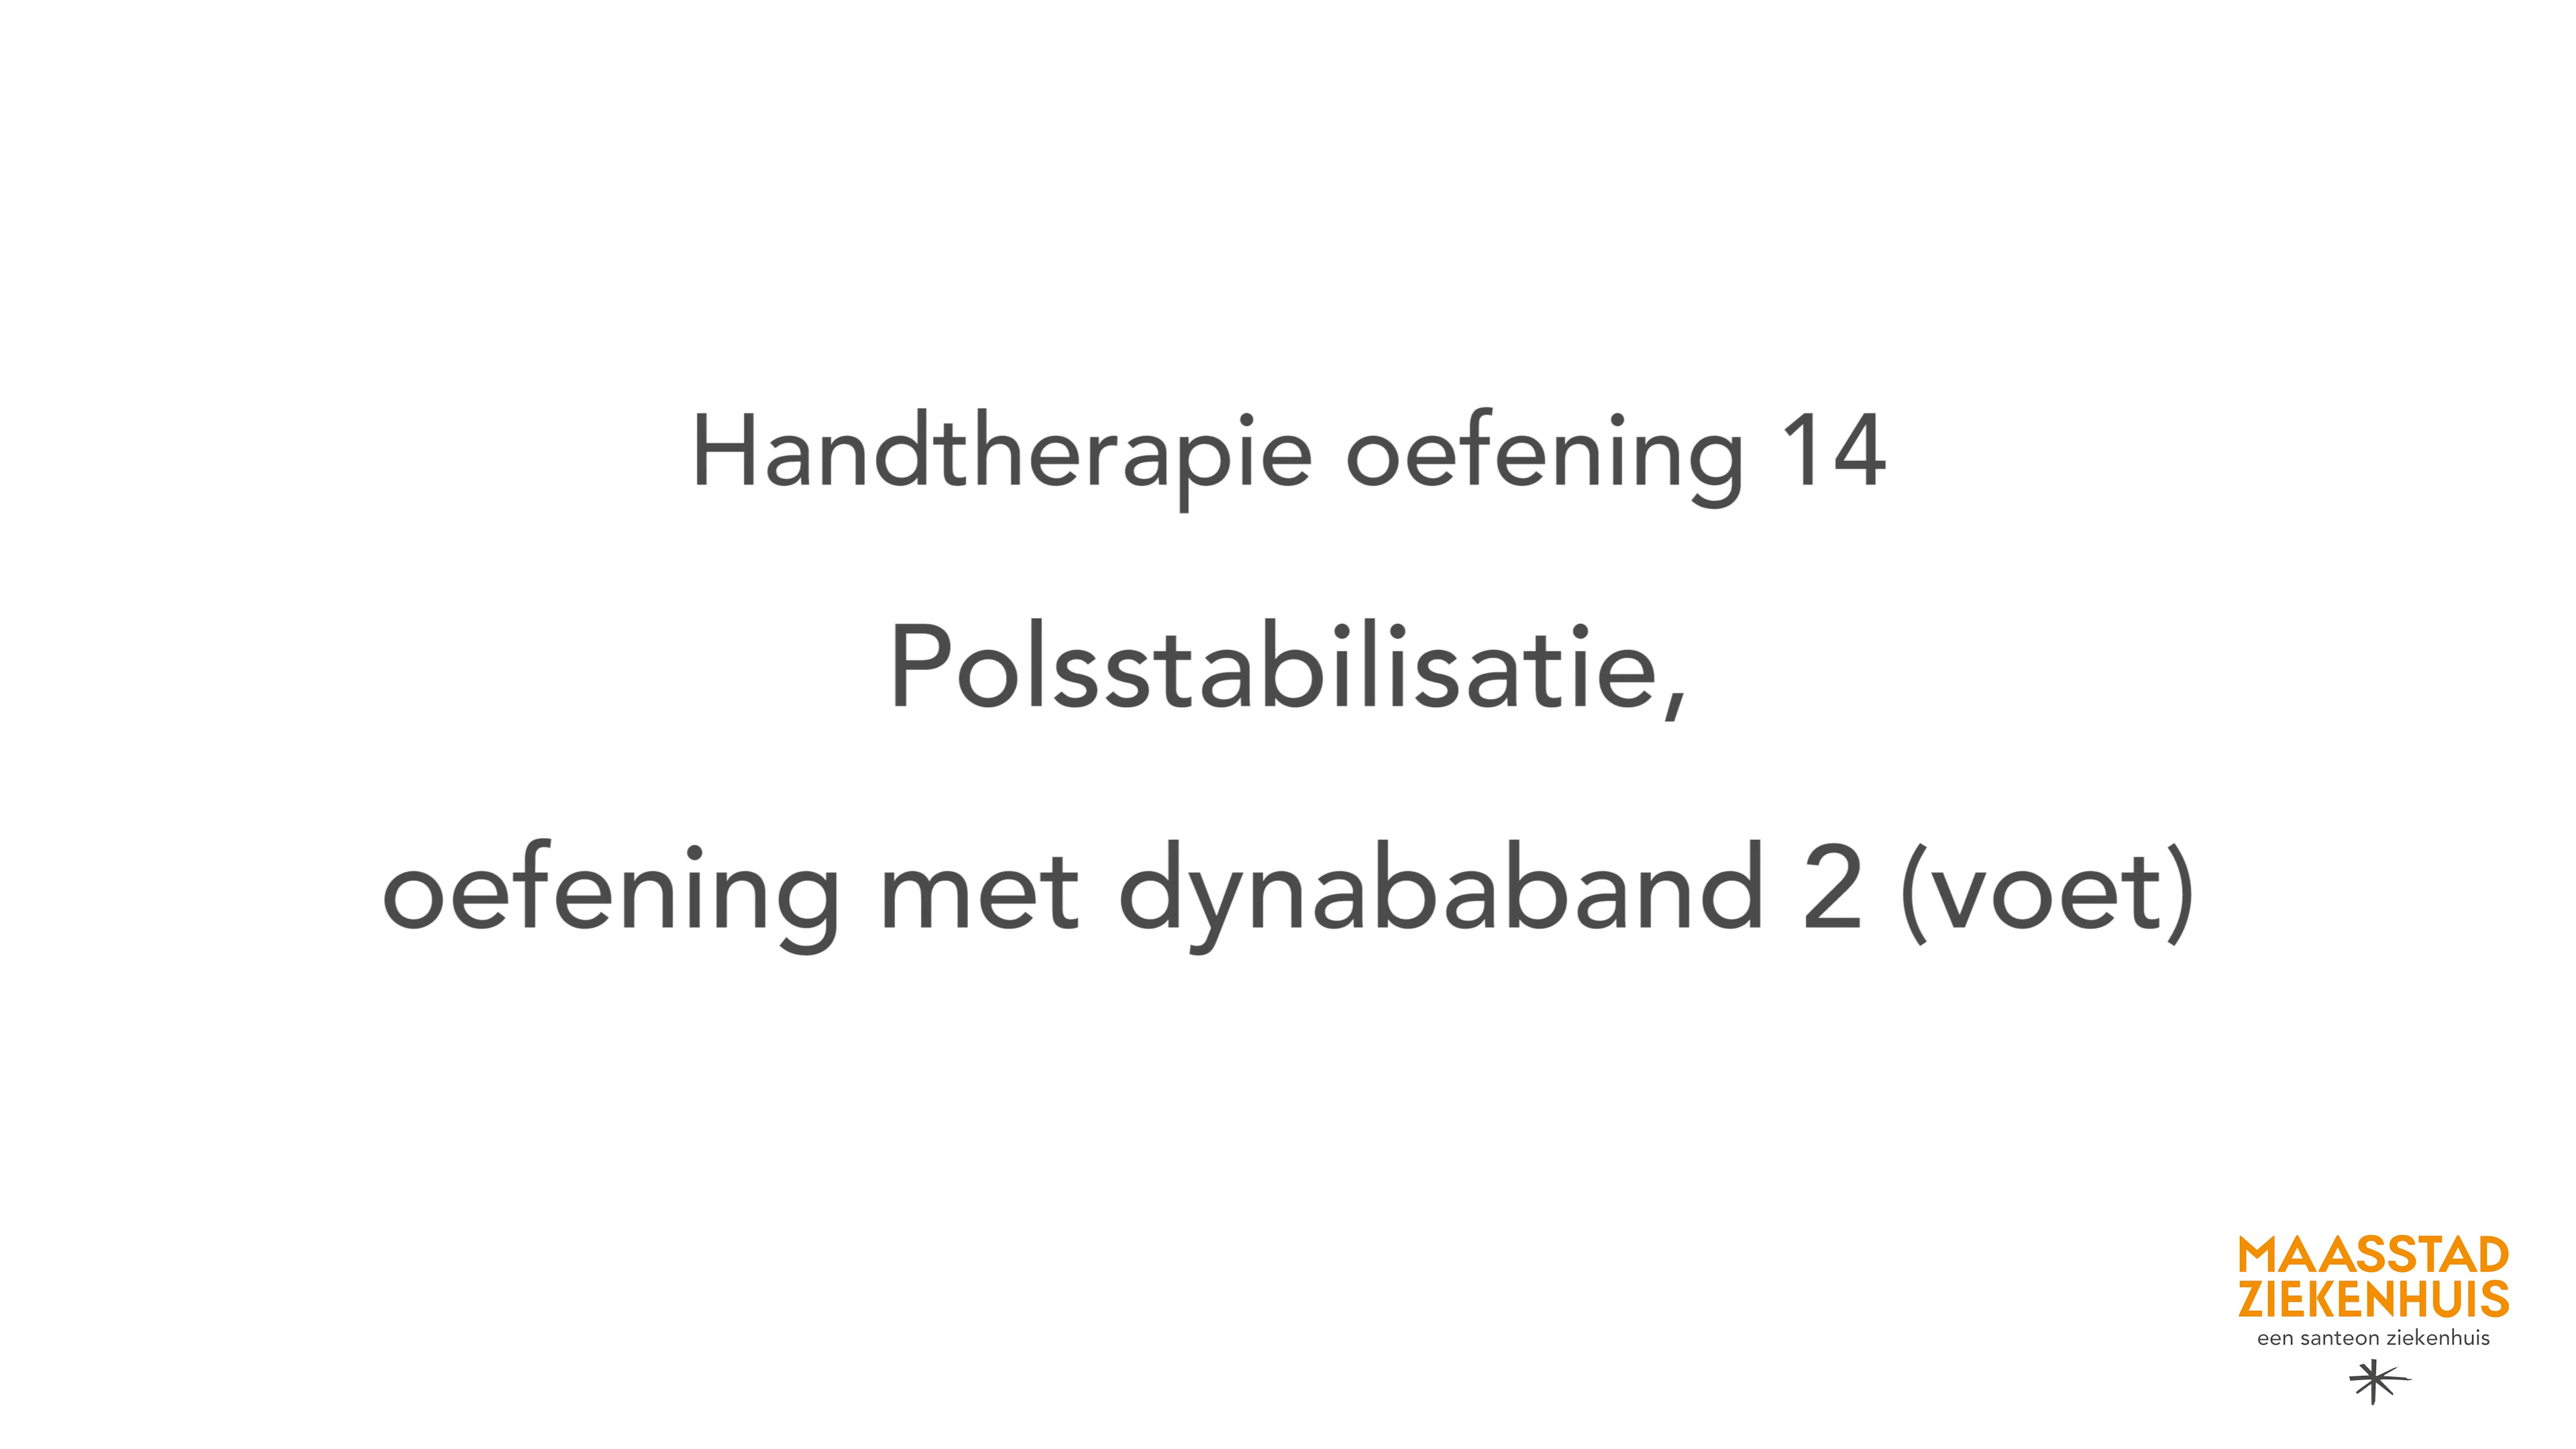 Handtherapie oefening 14
Polsstabilisatie,
oefening met dynababand 2 (voet)
MAASSTAD
ZIEKENHUIS
een santeon ziekenhuis